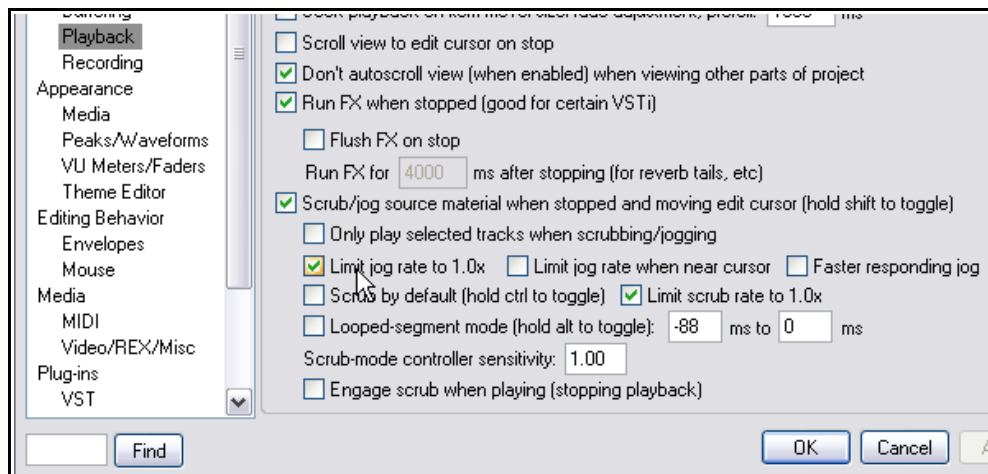 Buffering
Playback
Recording
Appearance
Media
Peaks/Waveforms
VU Meters/Faders
Theme Editor
Editing Behavior
Envelopes
Mouse
Media
MIDI
Video/REX/Misc
Plug-ins
VST
Find
ms
Scroll view to edit cursor on stop
Don't autoscroll view (when enabled) when viewing other parts of project
Run FX when stopped (good for certain VSTi)
Flush FX on stop
Run FX for 4000 ms after stopping (for reverb tails, etc)
Scrub/jog source material when stopped and moving edit cursor (hold shift to toggle)
Only play selected tracks when scrubbing/jogging
Limit jog rate to 1.0x Limit jog rate when near cursor Faster responding jog
Scrub by default (hold ctrl to toggle) Limit scrub rate to 1.0x
Looped-segment mode (hold alt to toggle): -88 ms to 0 ms
Scrub-mode controller sensitivity: 1.00
Engage scrub when playing (stopping playback)
OK Cancel